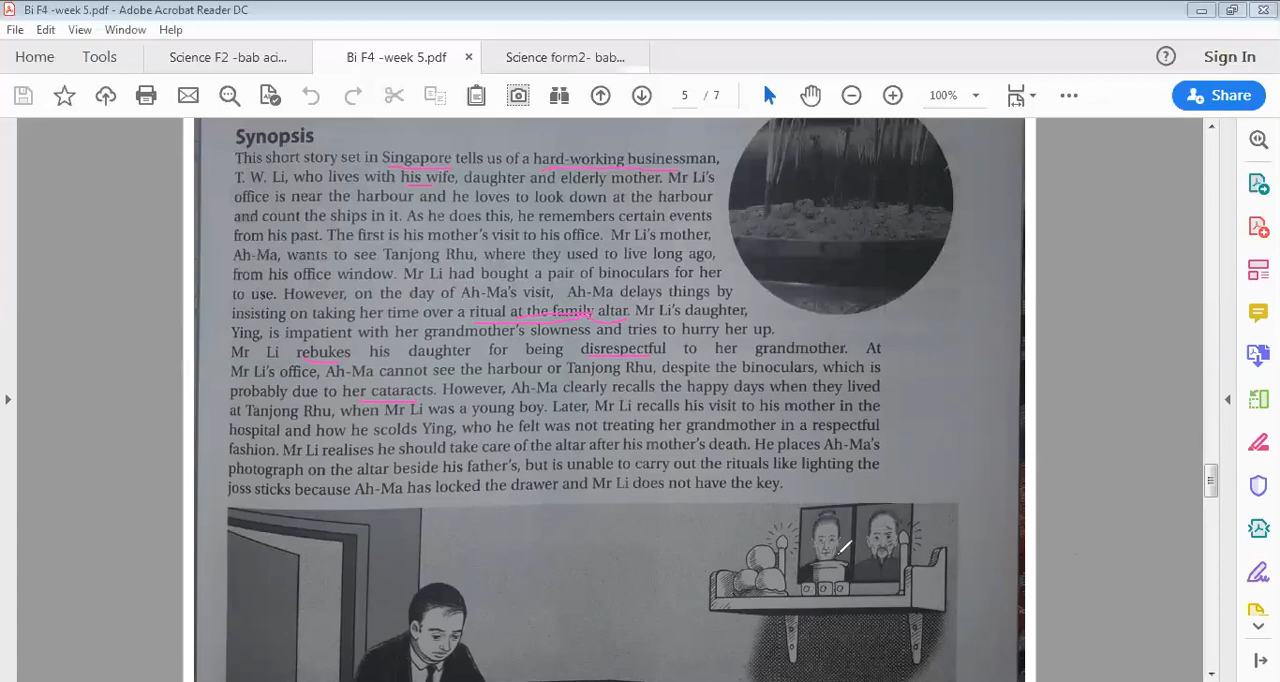 Bi F4 -week 5.pdf - Adobe Acrobat Reader DC
File Edit View Window Help
Home Tools Science F2 -bab aci... Bi F4 -week 5.pdf × Science form2- bab... ? Sign In
5 / 7 100% Share
Synopsis
This short story set in Singapore tells us of a hard-working businessman,
T. W. Li, who lives with his wife, daughter and elderly mother. Mr Li's
office is near the harbour and he loves to look down at the harbour
and count the ships in it. As he does this, he remembers certain events
from his past. The first is his mother's visit to his office. Mr Li's mother,
Ah-Ma, wants to see Tanjong Rhu, where they used to live long ago,
from his office window. Mr Li had bought a pair of binoculars for her
to use. However, on the day of Ah-Ma's visit, Ah-Ma delays things by
insisting on taking her time over a ritual at the family altar. Mr Li's daughter,
Ying, is impatient with her grandmother's slowness and tries to hurry her up.
Mr Li rebukes his daughter for being disrespectful to her grandmother. At
Mr Li's office, Ah-Ma cannot see the harbour or Tanjong Rhu, despite the binoculars, which is
probably due to her cataracts. However, Ah-Ma clearly recalls the happy days when they lived
at Tanjong Rhu, when Mr Li was a young boy. Later, Mr Li recalls his visit to his mother in the
hospital and how he scolds Ying, who he felt was not treating her grandmother in a respectful
fashion. Mr Li realises he should take care of the altar after his mother's death. He places Ah-Ma's
photograph on the altar beside his father's, but is unable to carry out the rituals like lighting the
joss sticks because Ah-Ma has locked the drawer and Mr Li does not have the key.